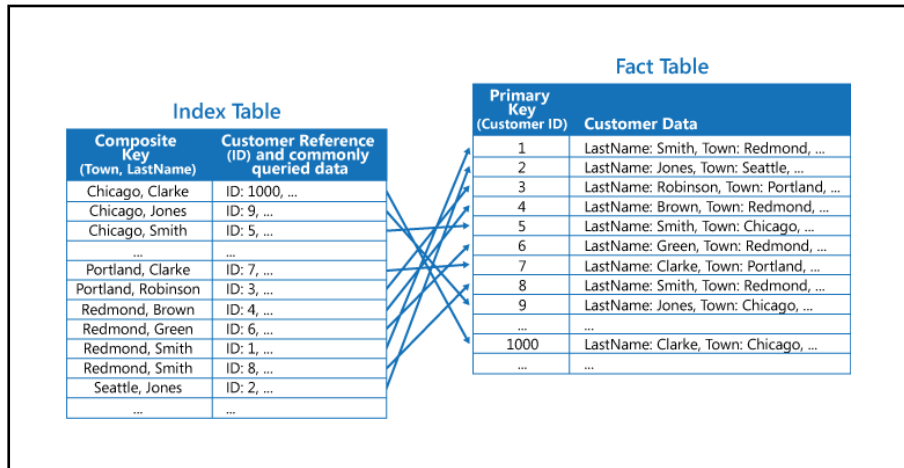 Index Table
Composite Key (Town, LastName) Customer Reference (ID) and commonly queried data
Chicago, Clarke ID: 1000, ...
Chicago, Jones ID: 9, ...
Chicago, Smith ID: 5, ...
... ...
Portland, Clarke ID: 7, ...
Portland, Robinson ID: 3, ...
Redmond, Brown ID: 4, ...
Redmond, Green ID: 6, ...
Redmond, Smith ID: 1, ...
Redmond, Smith ID: 8, ...
Seattle, Jones ID: 2, ...
... ...
Fact Table
Primary Key (Customer ID) Customer Data
1 LastName: Smith, Town: Redmond, ...
2 LastName: Jones, Town: Seattle, ...
3 LastName: Robinson, Town: Portland, ...
4 LastName: Brown, Town: Redmond, ...
5 LastName: Smith, Town: Chicago, ...
6 LastName: Green, Town: Redmond, ...
7 LastName: Clarke, Town: Portland, ...
8 LastName: Smith, Town: Redmond, ...
9 LastName: Jones, Town: Chicago, ...
... ...
1000 LastName: Clarke, Town: Chicago, ...
... ...